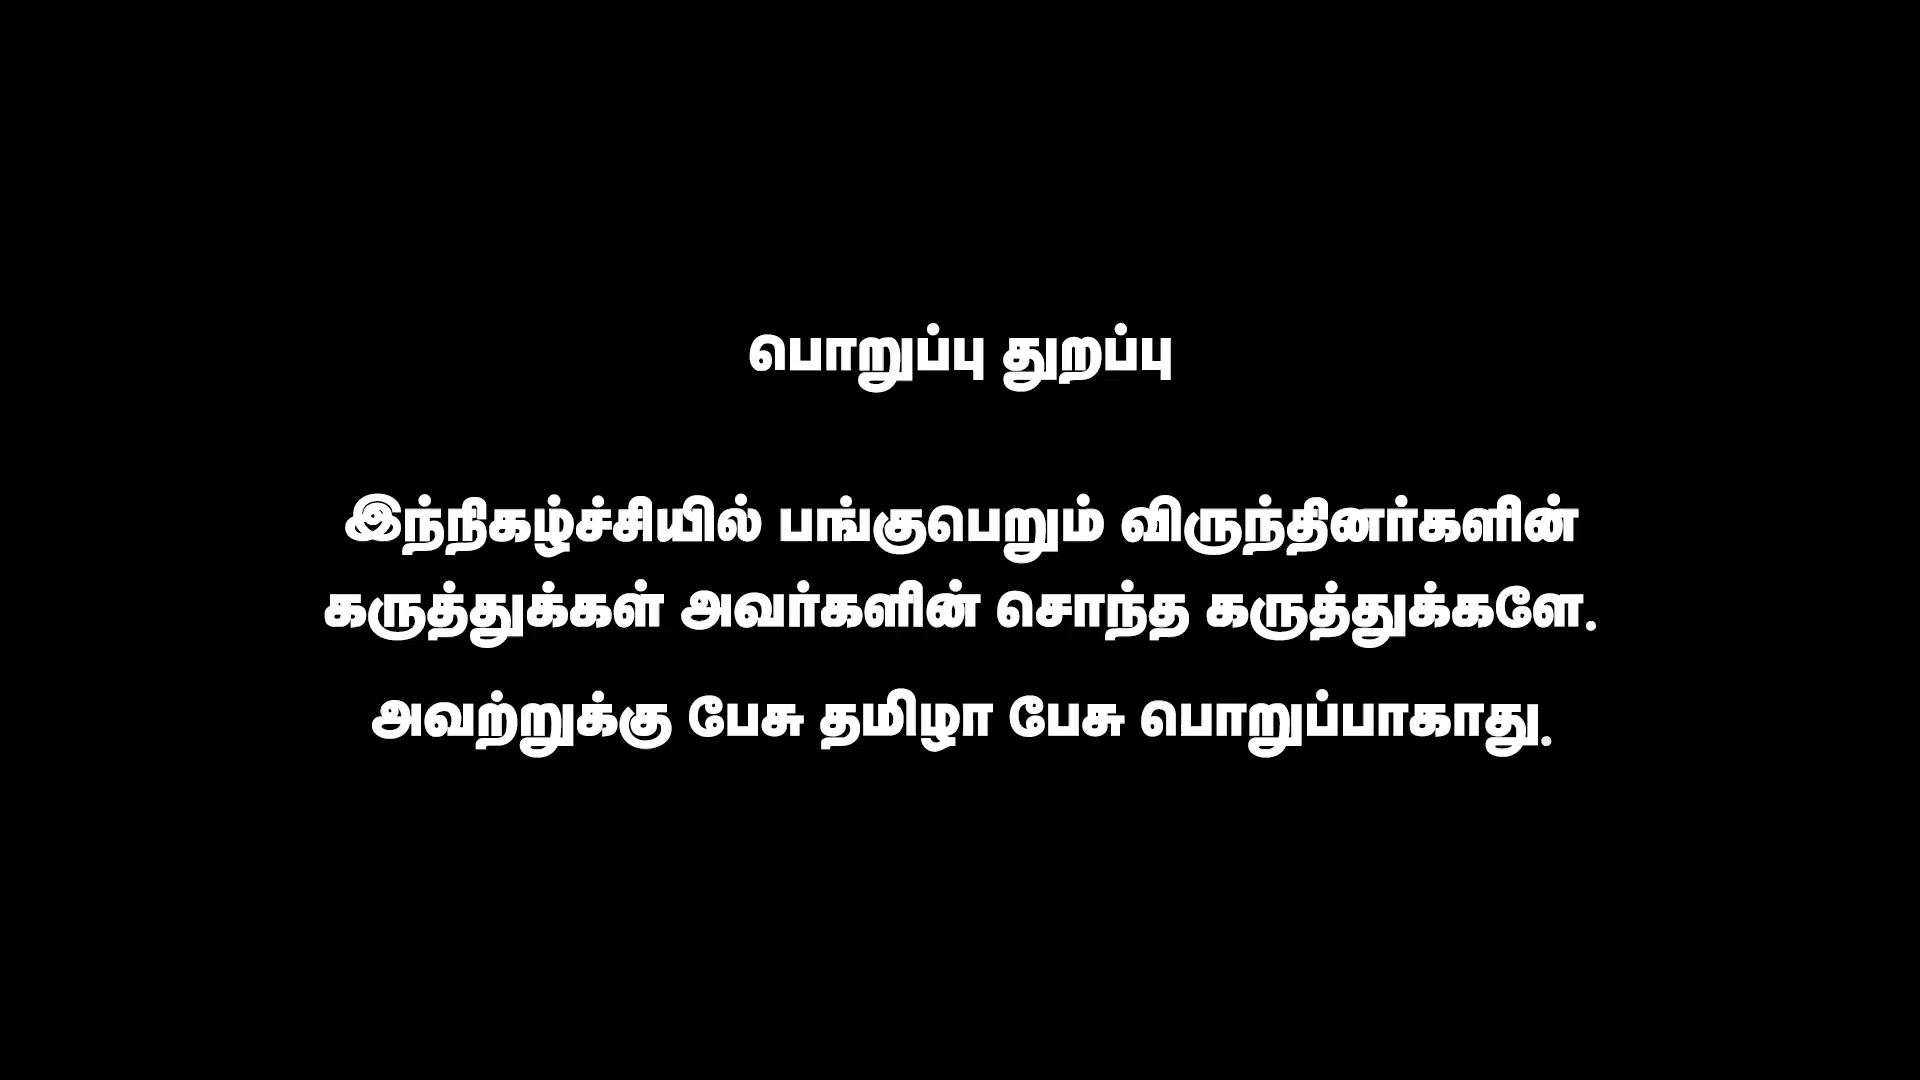 பொறுப்பு துறப்பு
இந்நிகழ்ச்சியில் பங்குபெறும் விருந்தினர்களின்
கருத்துக்கள் அவர்களின் சொந்த கருத்துக்களே.
அவற்றுக்கு பேசு தமிழா பேசு பொறுப்பாகாது.